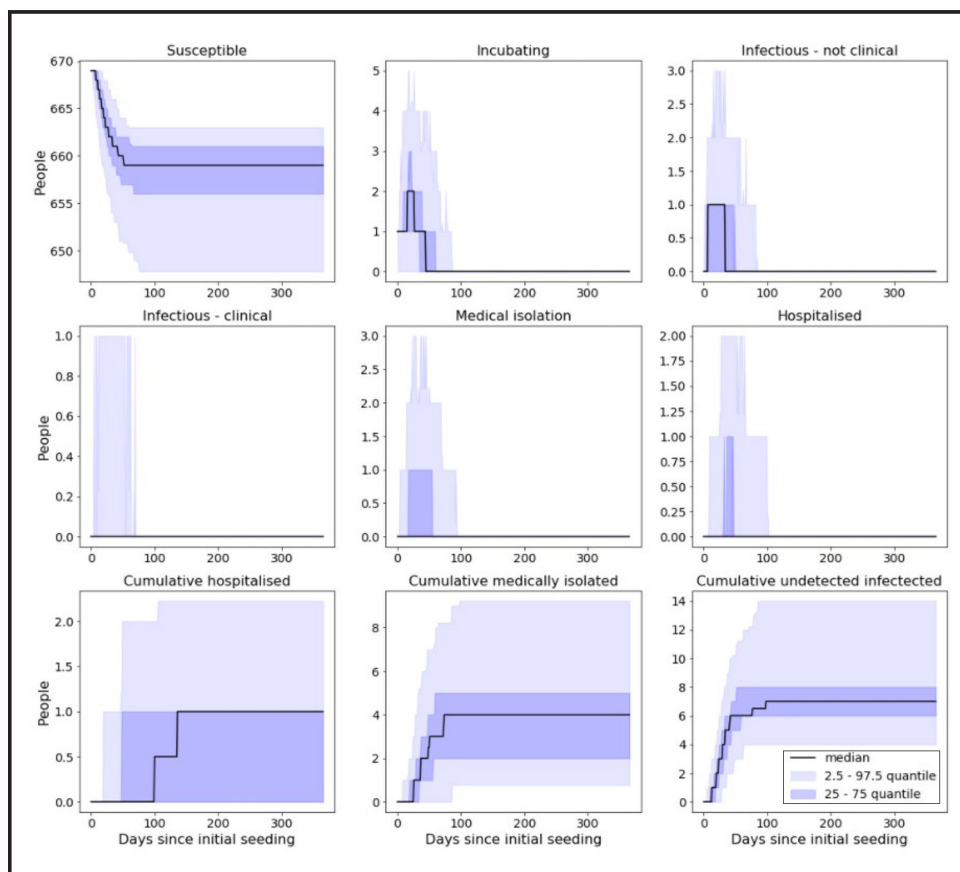 Susceptible
Incubating
Infectious - not clinical
People
670
665
660
655
650
0 100 200 300
5
4
3
2
1
0
0 100 200 300
3.0
2.5
2.0
1.5
1.0
0.5
0.0
0 100 200 300
Infectious - clinical
Medical isolation
Hospitalised
People
1.0
0.8
0.6
0.4
0.2
0.0
0 100 200 300
3.0
2.5
2.0
1.5
1.0
0.5
0.0
0 100 200 300
2.00
1.75
1.50
1.25
1.00
0.75
0.50
0.25
0.00
0 100 200 300
Cumulative hospitalised
Cumulative medically isolated
Cumulative undetected infectected
People
2.0
1.5
1.0
0.5
0.0
0 100 200 300
Days since initial seeding
8
6
4
2
0
0 100 200 300
Days since initial seeding
14
12
10
8
6
4
2
0
median
2.5 - 97.5 quantile
25 - 75 quantile
0 100 200 300
Days since initial seeding